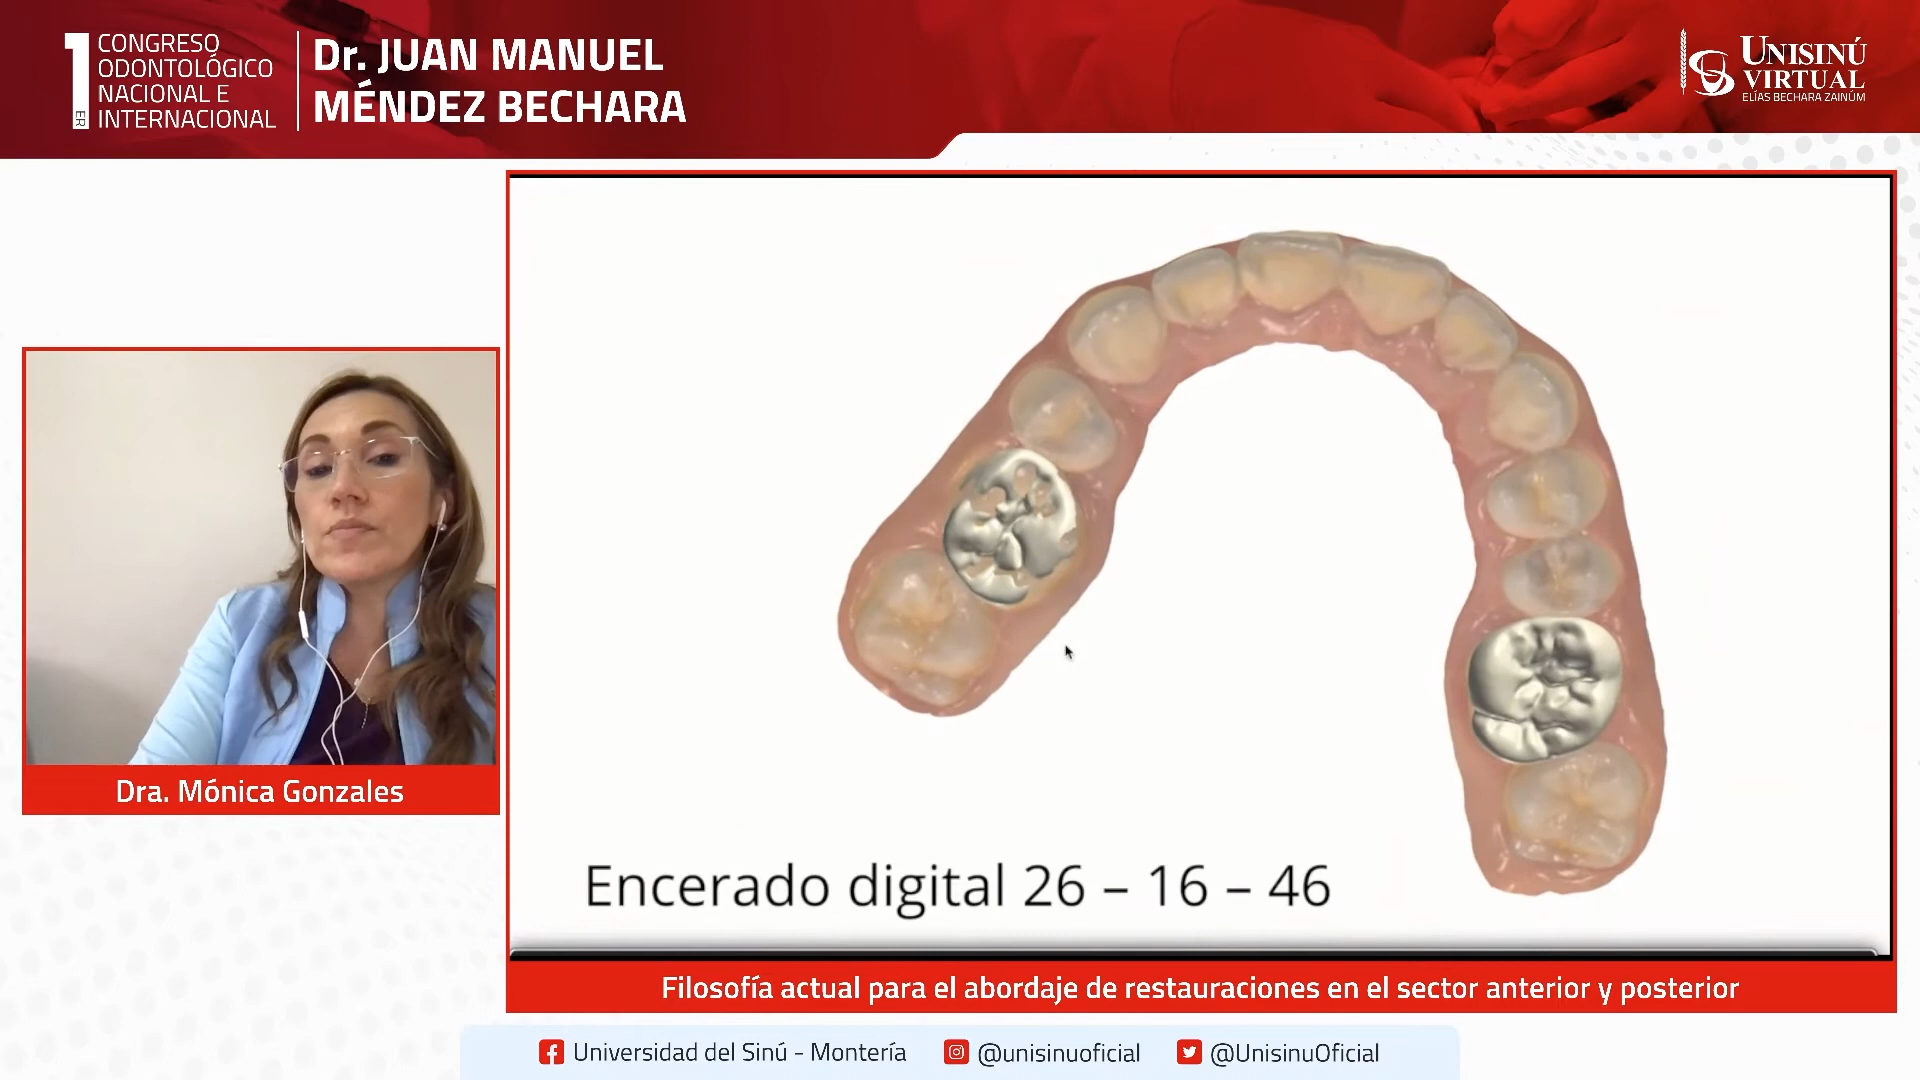 1ER
CONGRESO
ODONTOLÓGICO
NACIONAL E
INTERNACIONAL
Dr. JUAN MANUEL
MÉNDEZ BECHARA
UNISINÚ
VIRTUAL
ELÍAS BECHARA ZAINÚM
Dra. Mónica Gonzales
Encerado digital 26 – 16 – 46
Filosofía actual para el abordaje de restauraciones en el sector anterior y posterior
Universidad del Sinú - Montería
@unisinuoficial
@UnisinuOficial